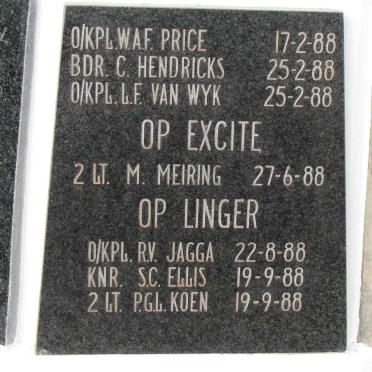 O/KPL.W.A.F. PRICE 17-2-88
BDR. C. HENDRICKS 25-2-88
O/KPL.L.F. VAN WYK 25-2-88
OP EXCITE
2 LT. M. MEIRING 27-6-88
OP LINGER
O/KPL. R.V. JAGGA 22-8-88
KNR. S.C. ELLIS 19-9-88
2 LT. P.G.L. KOEN 19-9-88